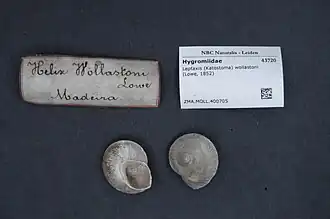 Helix Wollastoni
Lowe.
Madeira.
NBC Naturalis - Leiden
Hygromiidae 43720
Leptaxis (Katostoma) wollastoni
(Lowe, 1852)
ZMA.MOLL.400705